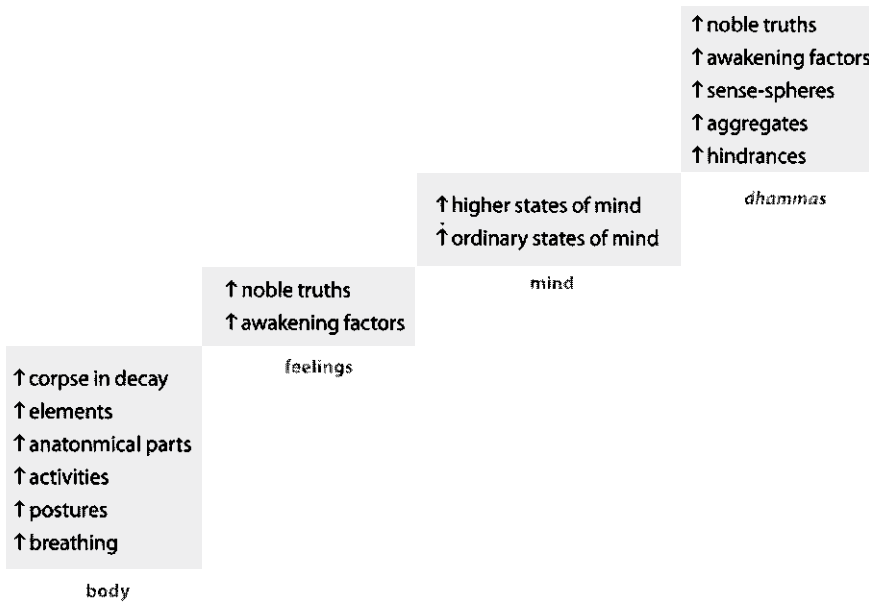 ↑ noble truths
↑ awakening factors
↑ sense-spheres
↑ aggregates
↑ hindrances
dhammas
↑ higher states of mind
↑ ordinary states of mind
mind
↑ noble truths
↑ awakening factors
feelings
↑ corpse in decay
↑ elements
↑ anatonmical parts
↑ activities
↑ postures
↑ breathing
body